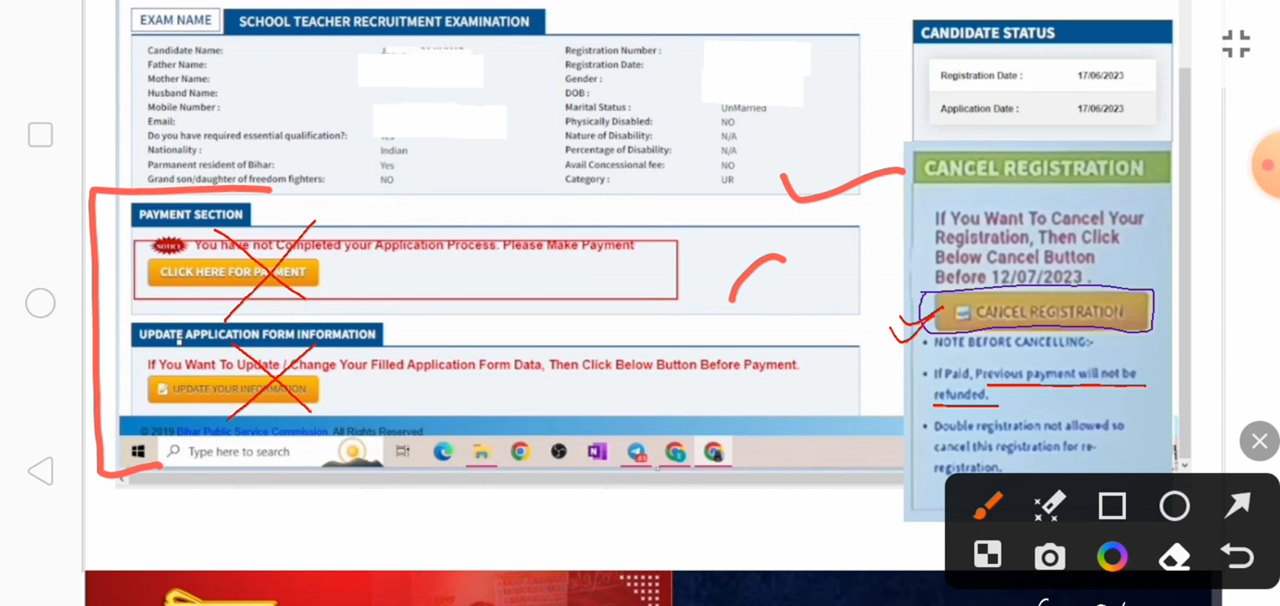 EXAM NAME
SCHOOL TEACHER RECRUITMENT EXAMINATION
Candidate Name:
Father Name:
Mother Name:
Husband Name:
Mobile Number :
Email:
Do you have required essential qualification?:
Nationality : Indian
Parmanent resident of Bihar: Yes
Grand son/daughter of freedom fighters: NO
Registration Number :
Registration Date:
Gender :
DOB :
Marital Status : UnMarried
Physically Disabled: NO
Nature of Disability: N/A
Percentage of Disability: N/A
Avail Concessional fee: NO
Category : UR
PAYMENT SECTION
NOTICE You have not Completed your Application Process. Please Make Payment
CLICK HERE FOR PAYMENT
UPDATE APPLICATION FORM INFORMATION
If You Want To Update / Change Your Filled Application Form Data, Then Click Below Button Before Payment.
UPDATE YOUR INFORMATION
© 2019 Bihar Public Service Commission. All Rights Reserved
Type here to search
CANDIDATE STATUS
Registration Date : 17/06/2023
Application Date : 17/06/2023
CANCEL REGISTRATION
If You Want To Cancel Your
Registration, Then Click
Below Cancel Button
Before 12/07/2023 .
CANCEL REGISTRATION
• NOTE BEFORE CANCELLING:-
• If Paid, Previous payment will not be
refunded.
• Double registration not allowed so
cancel this registration for re-
registration.